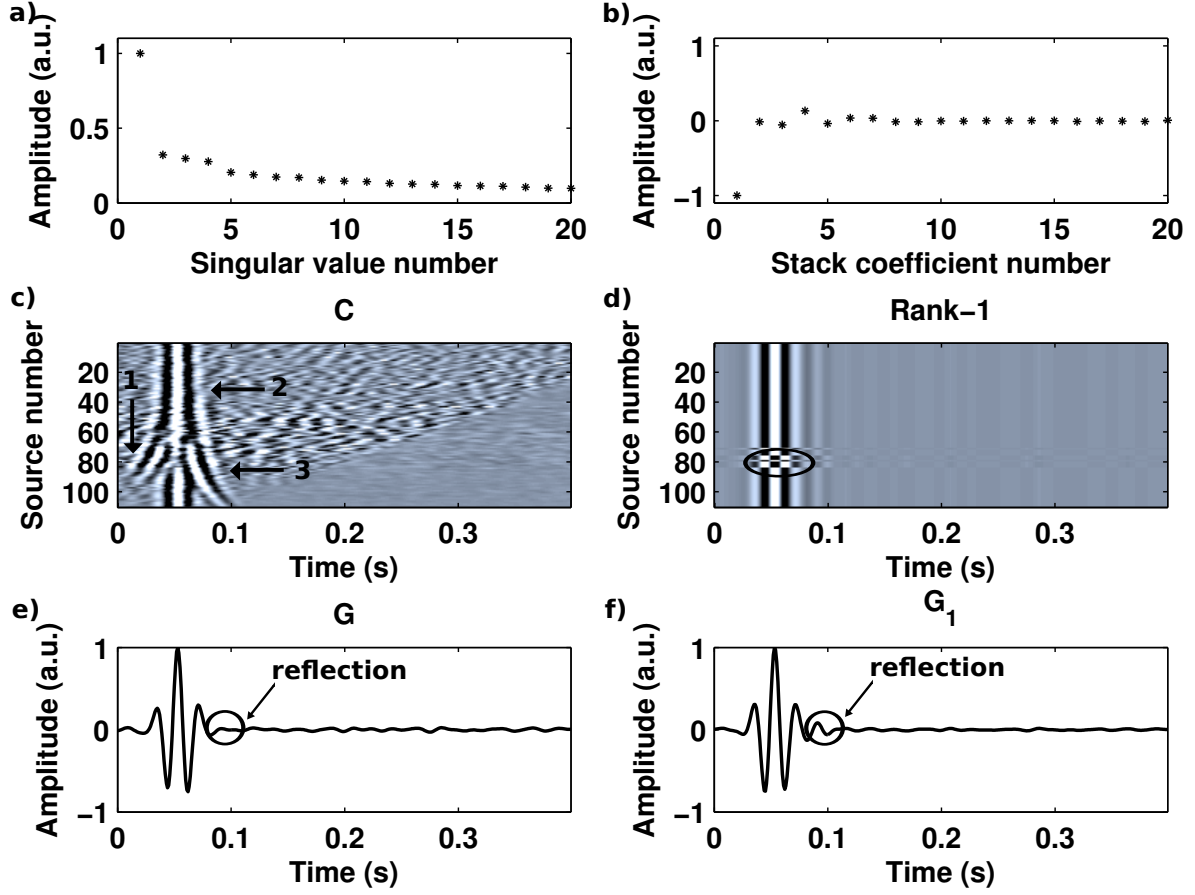 a)
b)
Amplitude (a.u.)
1
0.5
0
0
5
10
15
20
Singular value number
Amplitude (a.u.)
1
0
−1
0
5
10
15
20
Stack coefficient number
c)
C
Source number
20
40
60
80
100
1
2
3
0
0.1
0.2
0.3
Time (s)
d)
Rank−1
Source number
20
40
60
80
100
0
0.1
0.2
0.3
Time (s)
e)
G
Amplitude (a.u.)
1
0
−1
reflection
0
0.1
0.2
0.3
Time (s)
f)
G1
Amplitude (a.u.)
1
0
−1
reflection
0
0.1
0.2
0.3
Time (s)